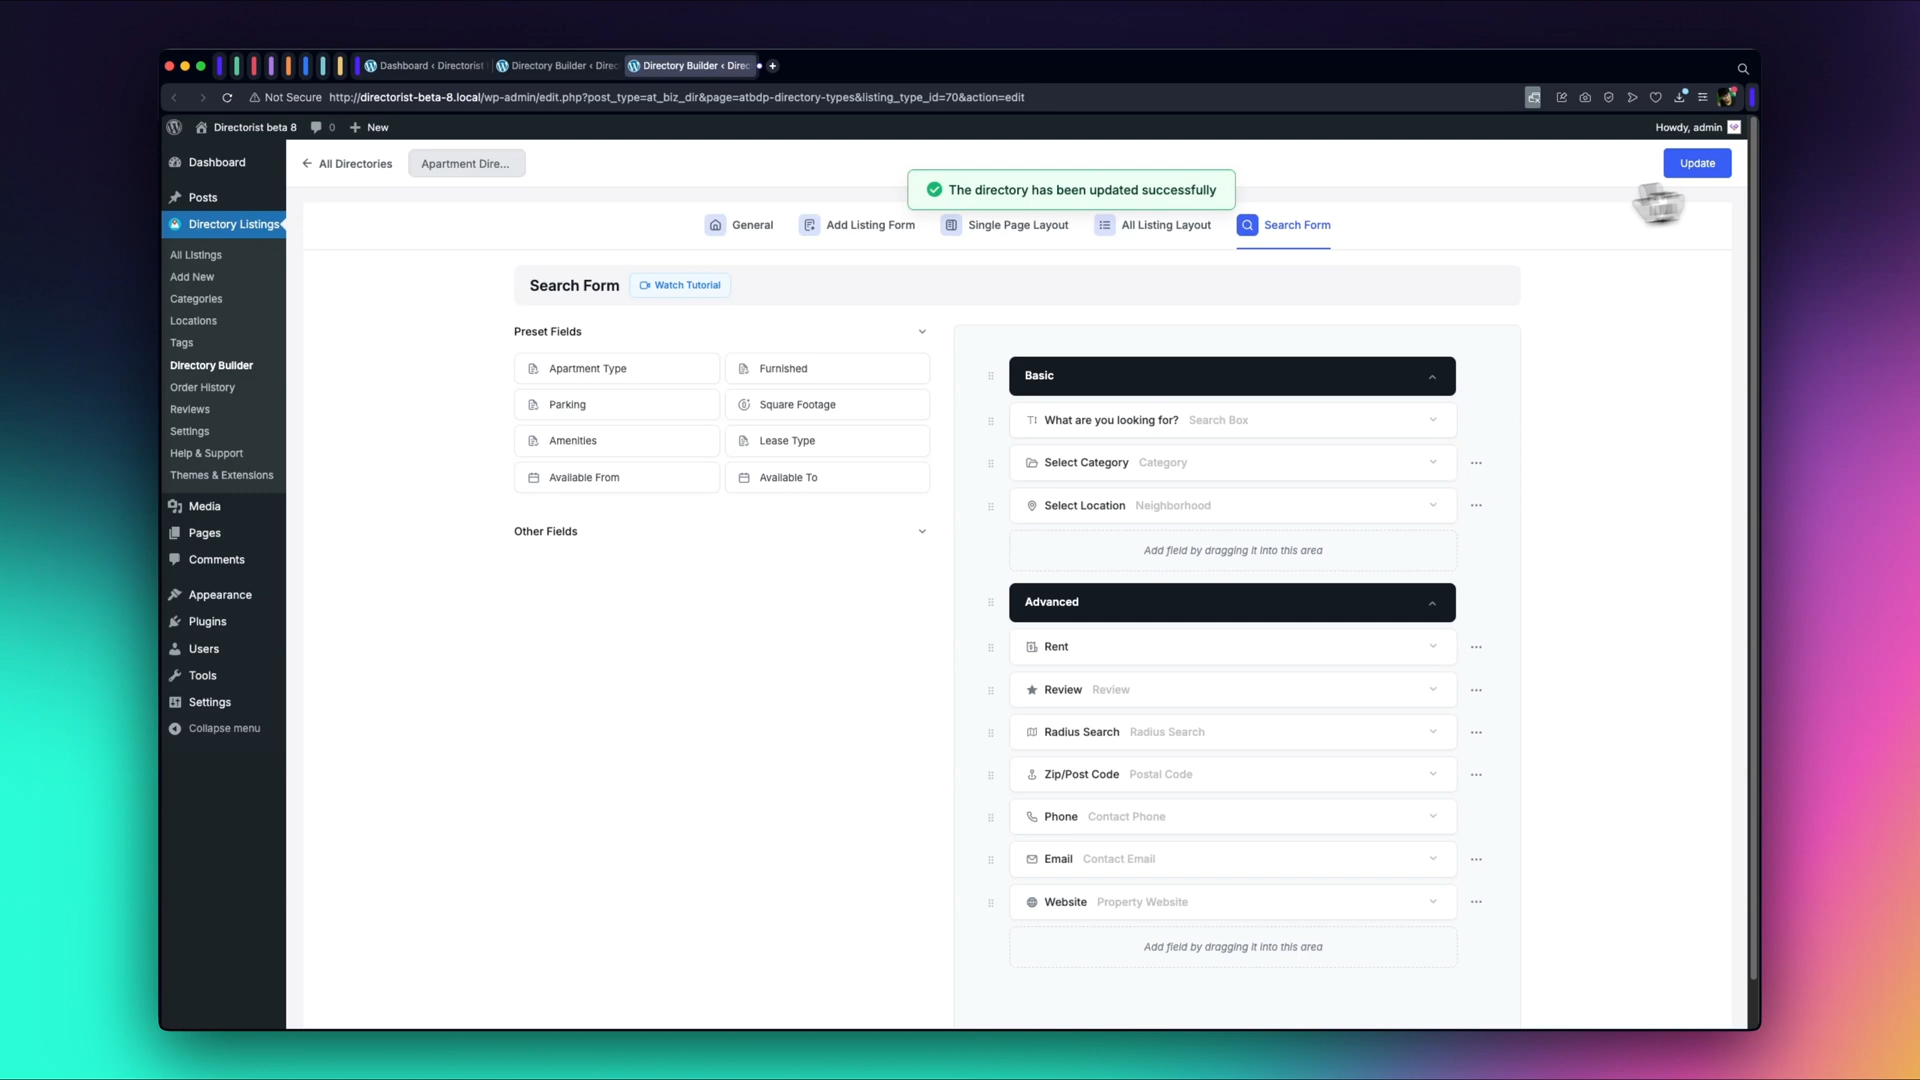 Dashboard ‹ Directorist
Directory Builder ‹ Direc
Directory Builder ‹ Direc
Not Secure http://directorist-beta-8.local/wp-admin/edit.php?post_type=at_biz_dir&page=atbdp-directory-types&listing_type_id=70&action=edit
Directorist beta 8
0
New
Howdy, admin
Dashboard
Posts
Directory Listings
All Listings
Add New
Categories
Locations
Tags
Directory Builder
Order History
Reviews
Settings
Help & Support
Themes & Extensions
Media
Pages
Comments
Appearance
Plugins
Users
Tools
Settings
Collapse menu
All Directories
Apartment Dire...
Update
The directory has been updated successfully
General
Add Listing Form
Single Page Layout
All Listing Layout
Search Form
Search Form
Watch Tutorial
Preset Fields
Apartment Type
Furnished
Parking
Square Footage
Amenities
Lease Type
Available From
Available To
Other Fields
Basic
What are you looking for? Search Box
Select Category Category
Select Location Neighborhood
Add field by dragging it into this area
Advanced
Rent
Review Review
Radius Search Radius Search
Zip/Post Code Postal Code
Phone Contact Phone
Email Contact Email
Website Property Website
Add field by dragging it into this area